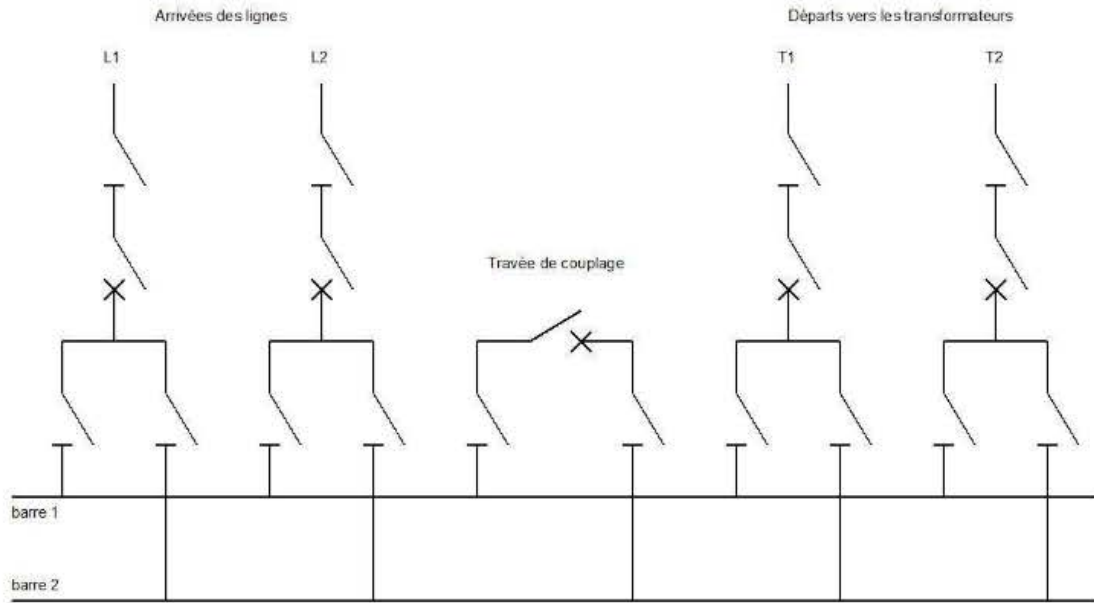 Arrivées des lignes
Départs vers les transformateurs
L1
L2
T1
T2
Travée de couplage
barre 1
barre 2